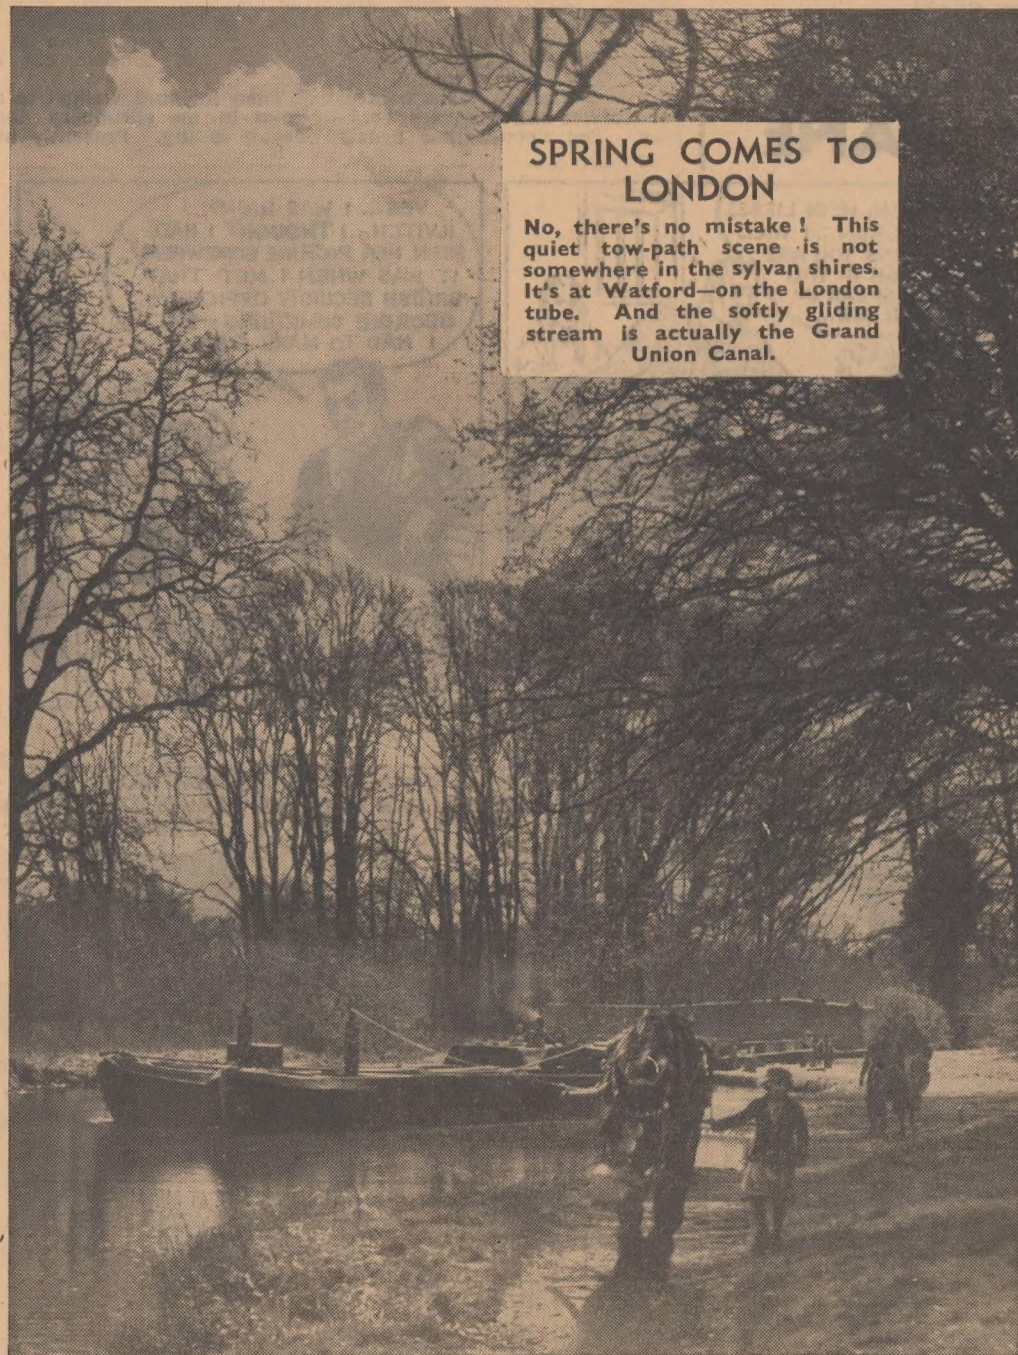 SPRING COMES TO
LONDON
No, there's no mistake ! This
quiet tow-path scene is not
somewhere in the sylvan shires.
It's at Watford—on the London
tube. And the softly gliding
stream is actually the Grand
Union Canal.